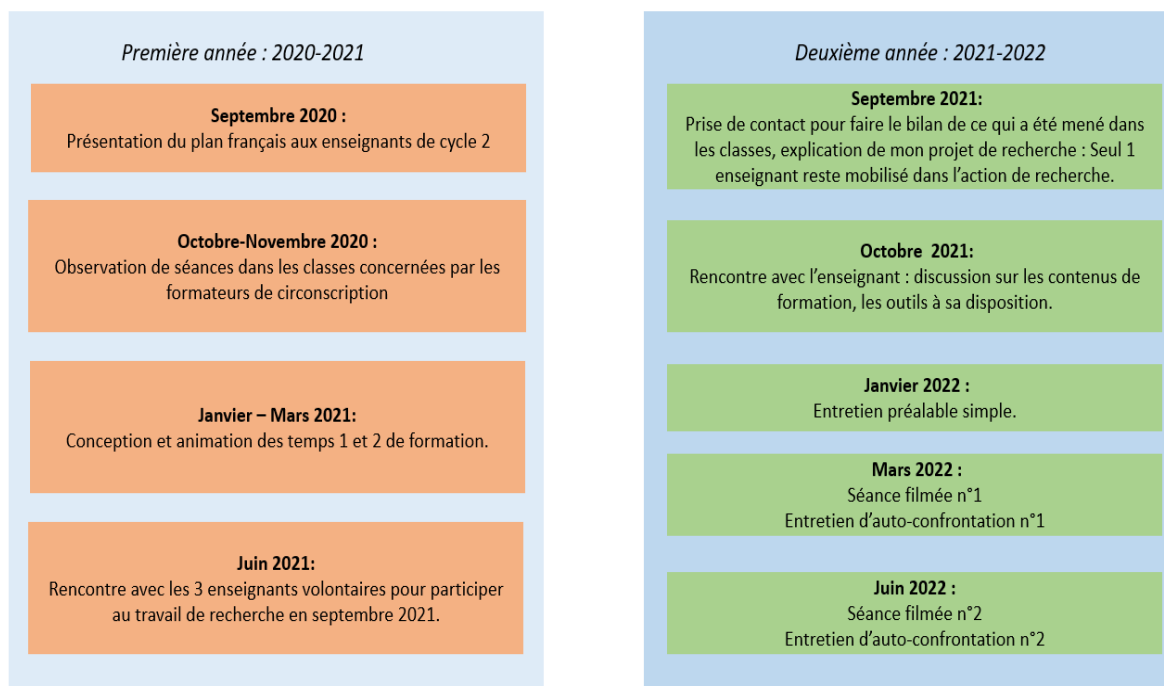 Première année : 2020-2021
Septembre 2020 :
Présentation du plan français aux enseignants de cycle 2
Octobre-Novembre 2020 :
Observation de séances dans les classes concernées par les
formateurs de circonscription
Janvier – Mars 2021:
Conception et animation des temps 1 et 2 de formation.
Juin 2021:
Rencontre avec les 3 enseignants volontaires pour participer
au travail de recherche en septembre 2021.
Deuxième année : 2021-2022
Septembre 2021:
Prise de contact pour faire le bilan de ce qui a été mené dans
les classes, explication de mon projet de recherche : Seul 1
enseignant reste mobilisé dans l’action de recherche.
Octobre 2021:
Rencontre avec l’enseignant : discussion sur les contenus de
formation, les outils à sa disposition.
Janvier 2022 :
Entretien préalable simple.
Mars 2022 :
Séance filmée n°1
Entretien d’auto-confrontation n°1
Juin 2022 :
Séance filmée n°2
Entretien d’auto-confrontation n°2